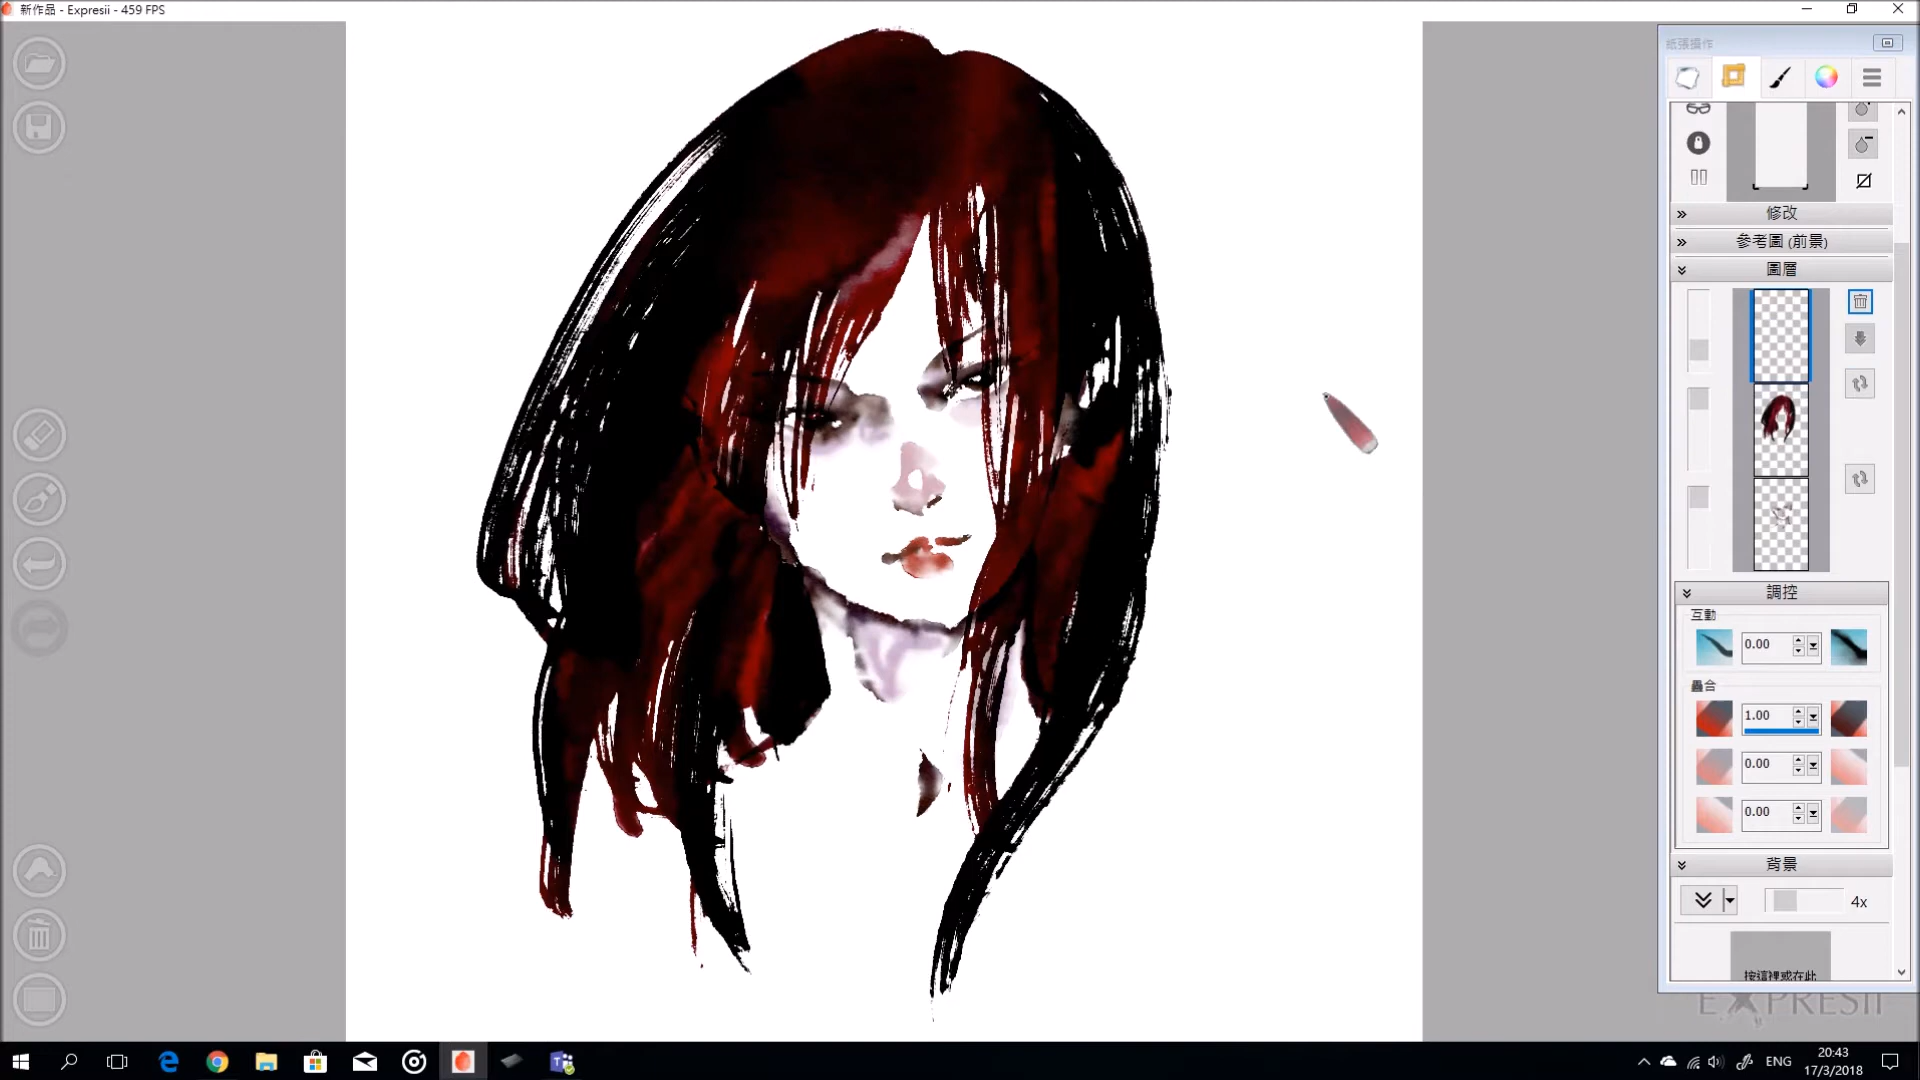 新作品 - Expresii - 459 FPS
紙張操作
修改
參考圖 (前景)
圖層
調控
互動
0.00
疊合
1.00
0.00
0.00
背景
4x
按這裡或在此
EXPRESII
ENG
20:43
17/3/2018